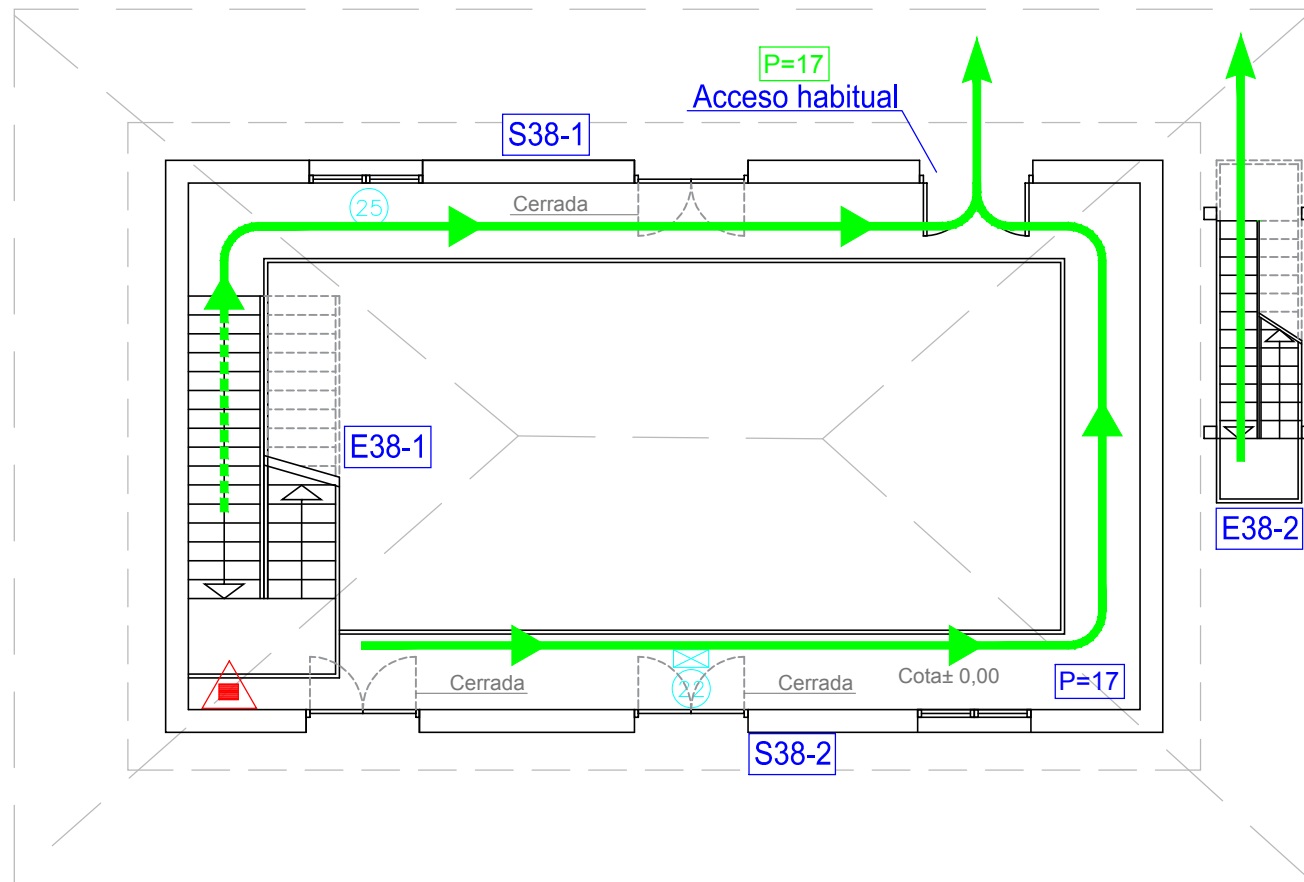 P=17
Acceso habitual
S38-1
25
Cerrada
E38-1
E38-2
Cerrada
22
Cerrada
Cota± 0,00
P=17
S38-2